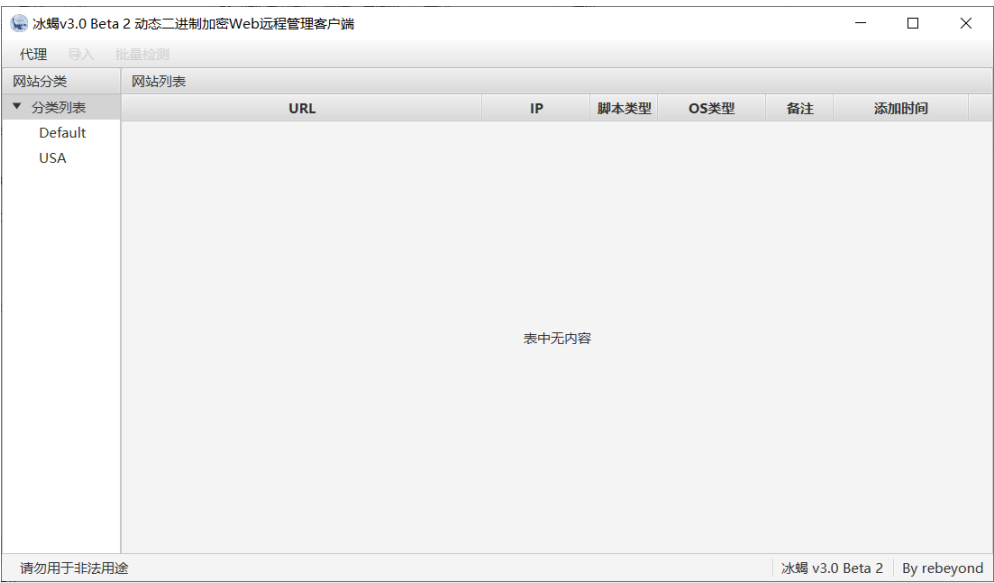 冰蝎v3.0 Beta 2 动态二进制加密Web远程管理客户端
代理 导入 批量检测
网站分类 网站列表
分类列表 URL IP 脚本类型 OS类型 备注 添加时间
Default
USA
表中无内容
请勿用于非法用途 冰蝎 v3.0 Beta 2 By rebeyond